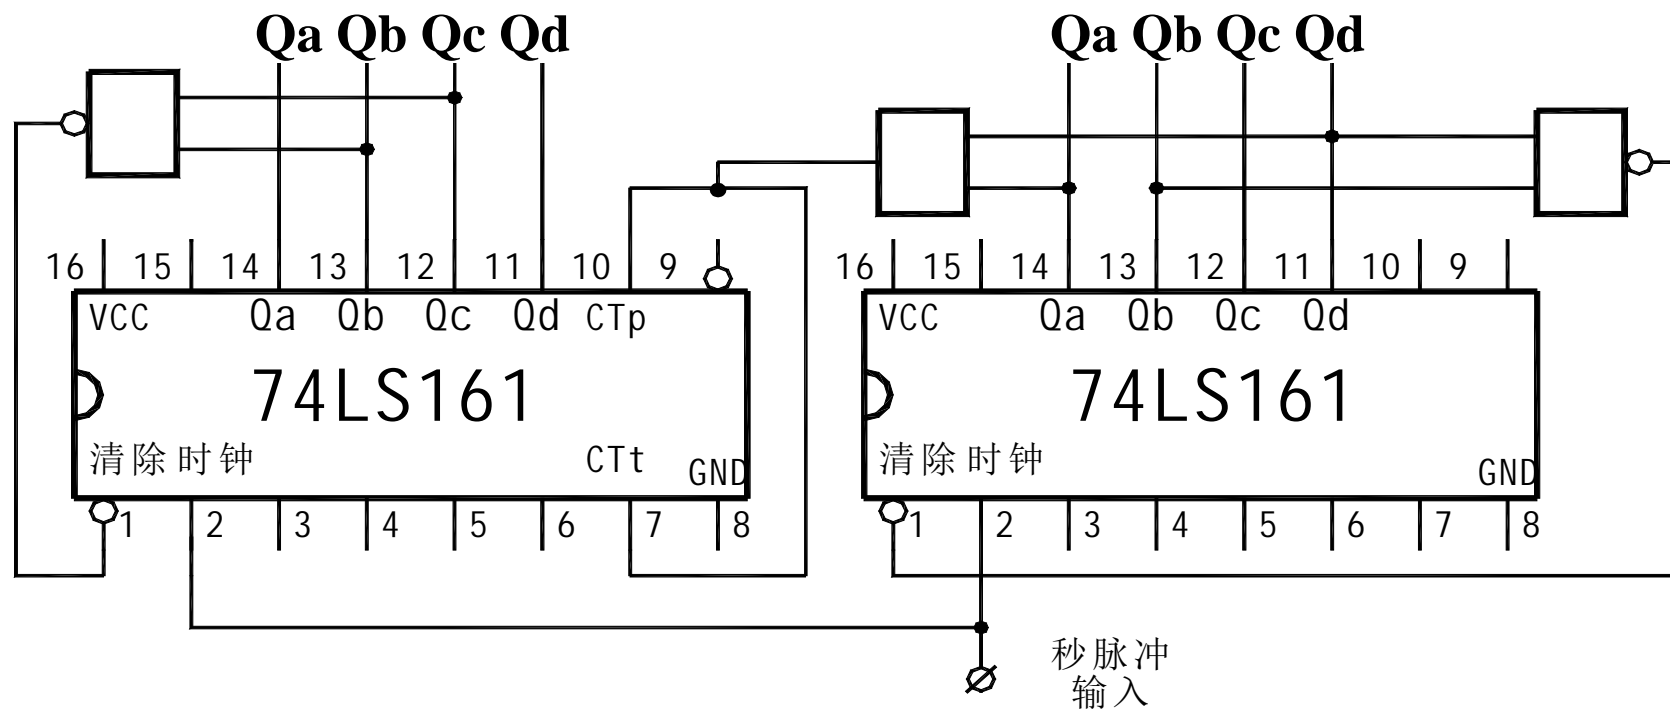 Qa Qb Qc Qd
Qa Qb Qc Qd
16 15 14 13 12 11 10 9
VCC Qa Qb Qc Qd CTp
74LS161
清除 时钟 CTt GND
1 2 3 4 5 6 7 8
16 15 14 13 12 11 10 9
VCC Qa Qb Qc Qd
74LS161
清除 时钟 GND
1 2 3 4 5 6 7 8
秒脉冲
输入